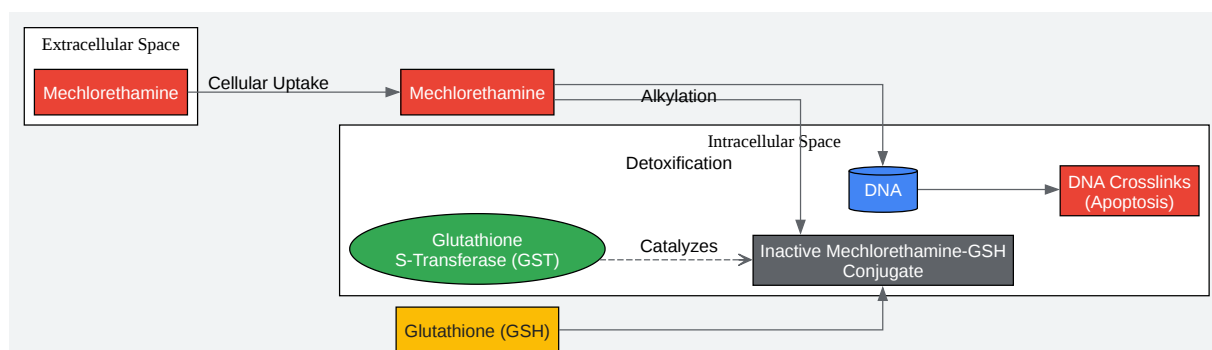 Extracellular Space
Mechlorethamine
Cellular Uptake
Mechlorethamine
Alkylation
Intracellular Space
Detoxification
DNA
DNA Crosslinks
(Apoptosis)
Glutathione
S-Transferase (GST)
Catalyzes
Inactive Mechlorethamine-GSH
Conjugate
Glutathione (GSH)